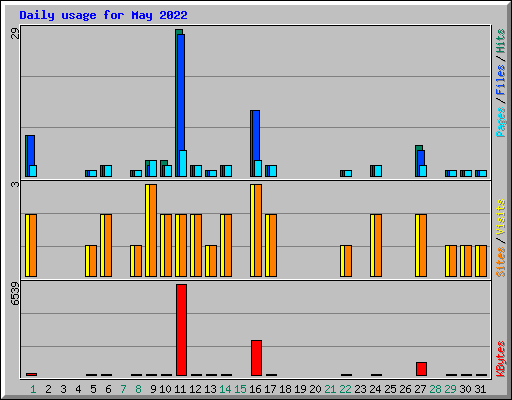 Daily usage for May 2022
29
3
6539
Pages / Files / Hits
Sites / Visits
KBytes
1 2 3 4 5 6 7 8 9 10 11 12 13 14 15 16 17 18 19 20 21 22 23 24 25 26 27 28 29 30 31